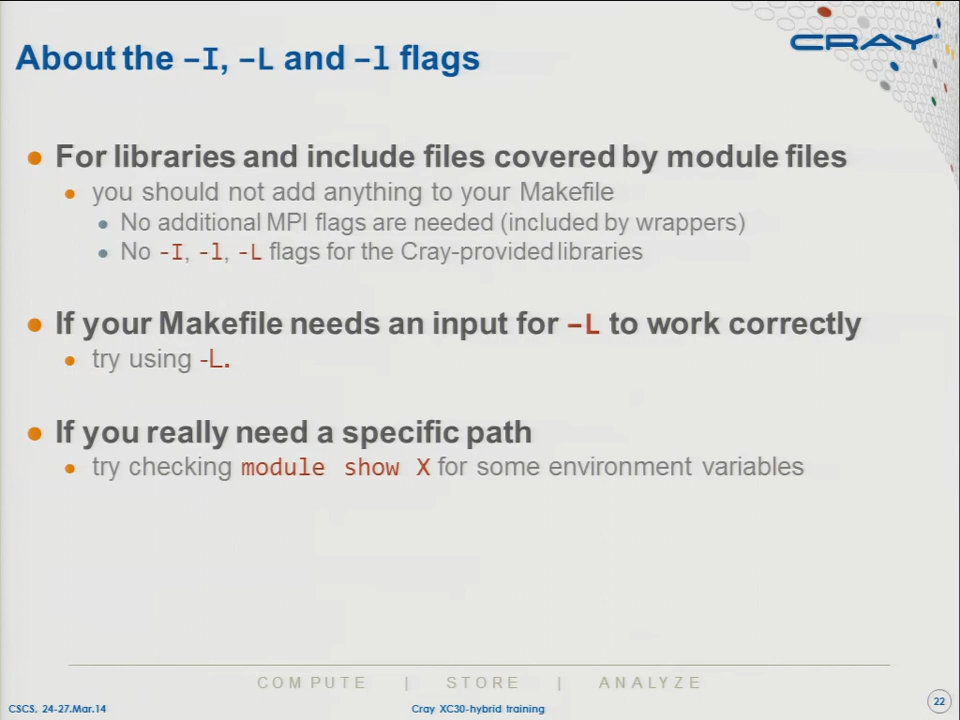 About the –I, –L and –l flags
CRAY
For libraries and include files covered by module files
you should not add anything to your Makefile
No additional MPI flags are needed (included by wrappers)
No -I, -l, -L flags for the Cray-provided libraries
If your Makefile needs an input for –L to work correctly
try using -L.
If you really need a specific path
try checking module show X for some environment variables
COMPUTE | STORE | ANALYZE
CSCS, 24-27.Mar.14
Cray XC30-hybrid training
22